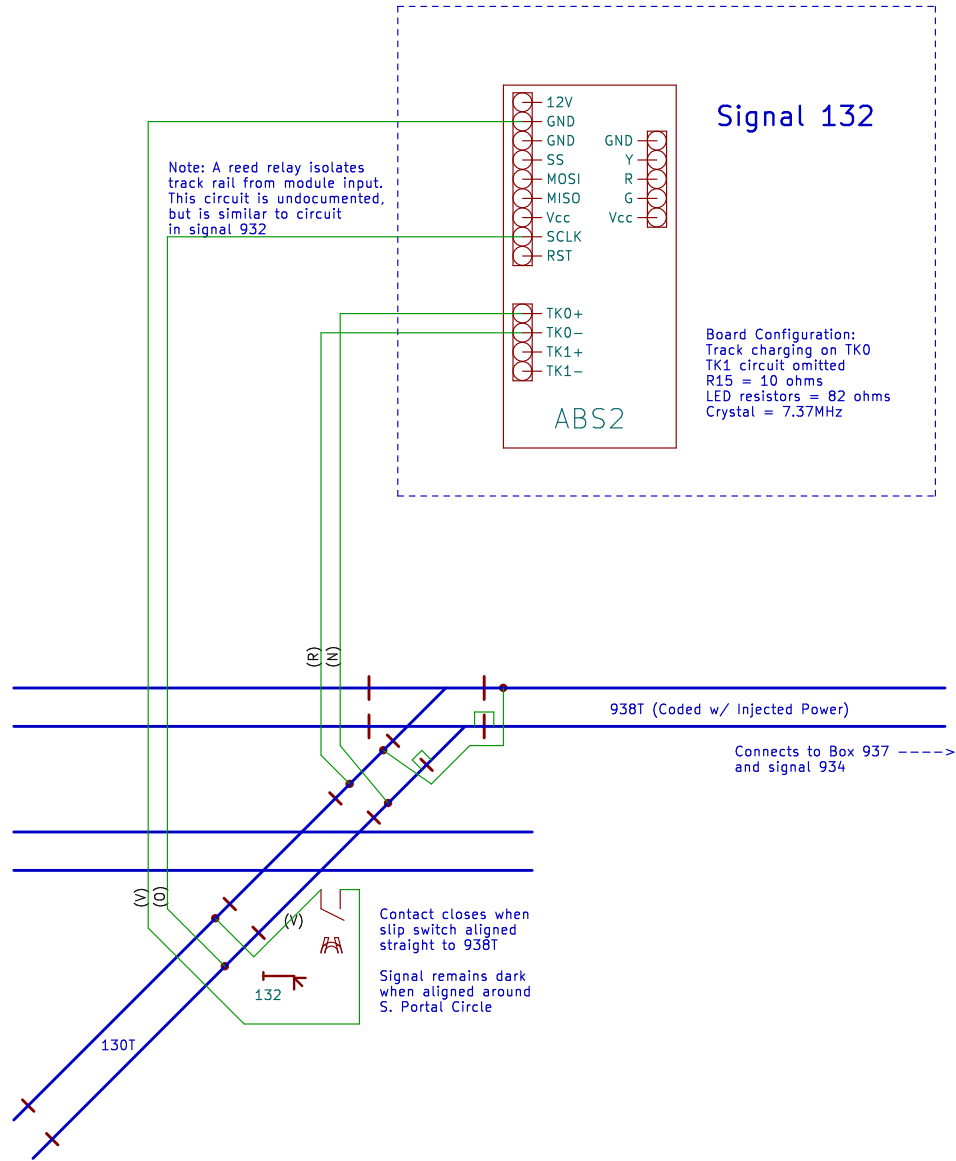 Signal 132
12V
GND
GND
SS
MOSI
MISO
Vcc
SCLK
RST
GND
Y
R
G
Vcc
Note: A reed relay isolates
track rail from module input.
This circuit is undocumented,
but is similar to circuit
in signal 932
TK0+
TK0-
TK1+
TK1-
ABS2
Board Configuration:
Track charging on TK0
TK1 circuit omitted
R15 = 10 ohms
LED resistors = 82 ohms
Crystal = 7.37MHz
(R)
(N)
938T (Coded w/ Injected Power)
Connects to Box 937 ---->
and signal 934
(V)
(O)
(V)
Contact closes when
slip switch aligned
straight to 938T
Signal remains dark
when aligned around
S. Portal Circle
132
130T